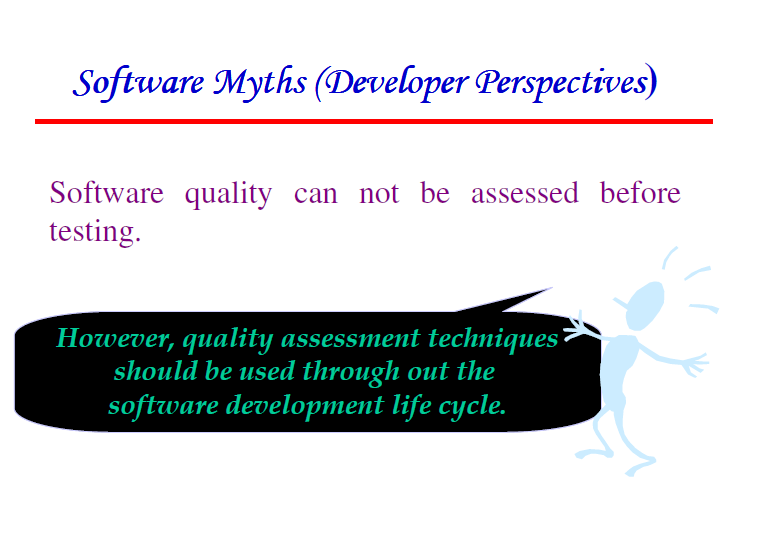 Software Myths (Developer Perspectives)
Software quality can not be assessed before
testing.
However, quality assessment techniques
should be used through out the
software development life cycle.